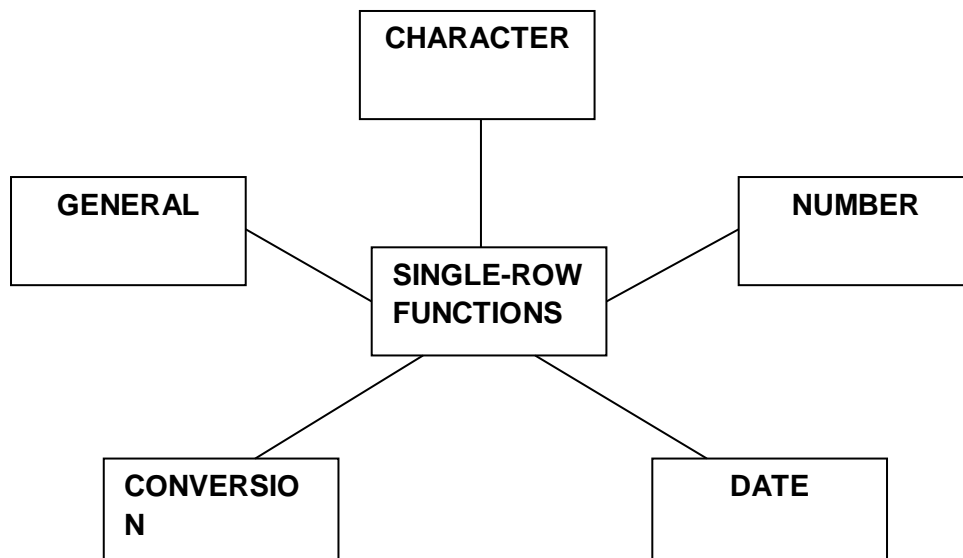 CHARACTER
GENERAL
NUMBER
SINGLE-ROW
FUNCTIONS
CONVERSIO
N
DATE